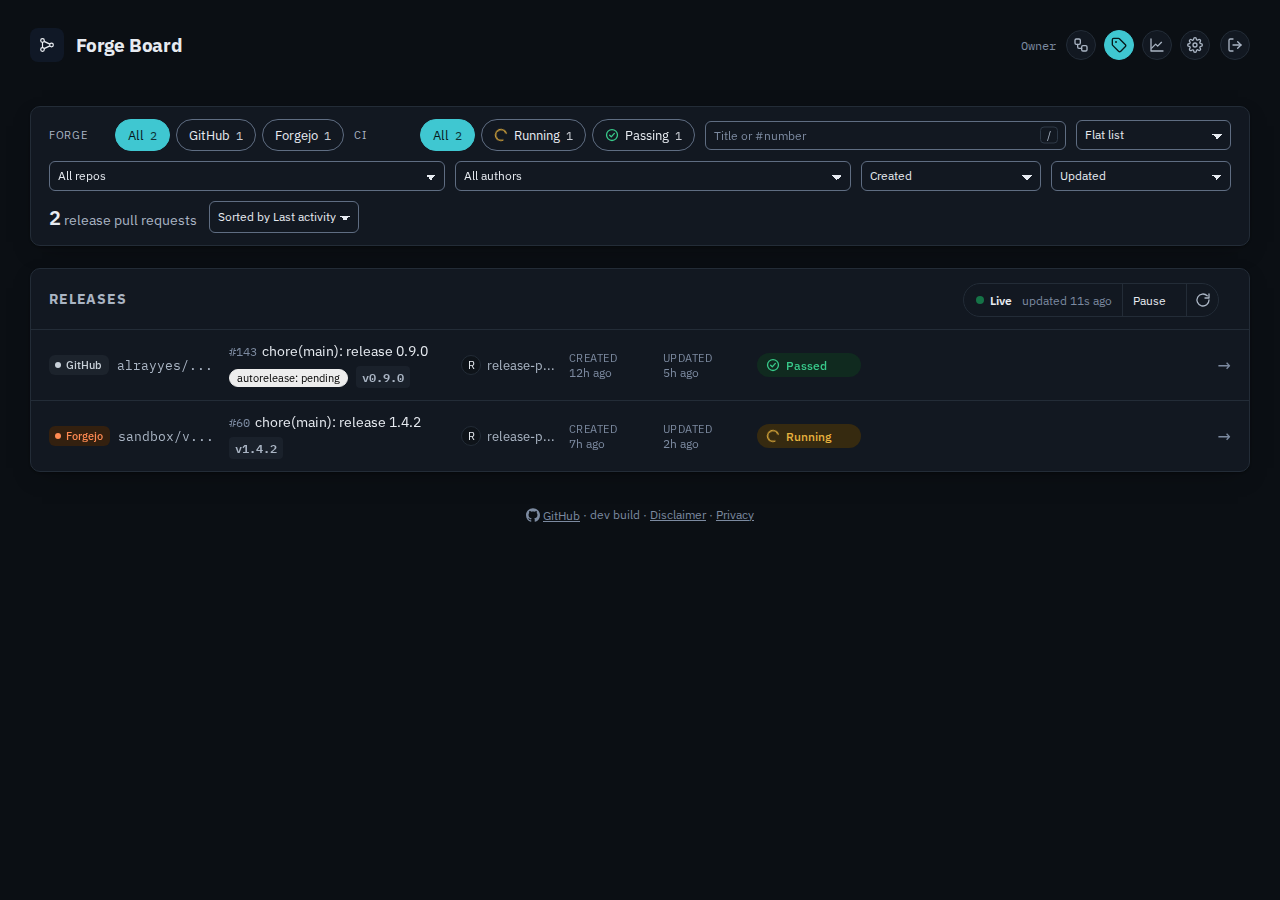 Forge Board
Owner
FORGE All 2 GitHub 1 Forgejo 1 CI All 2 Running 1 Passing 1 Title or #number / Flat list
All repos All authors Created Updated
2 release pull requests Sorted by Last activity
RELEASES Live updated 11s ago Pause
GitHub alrayyes/... #143 chore(main): release 0.9.0 R release-p... CREATED UPDATED Passed →
autorelease: pending v0.9.0 12h ago 5h ago
Forgejo sandbox/v... #60 chore(main): release 1.4.2 R release-p... CREATED UPDATED Running →
v1.4.2 7h ago 2h ago
GitHub · dev build · Disclaimer · Privacy